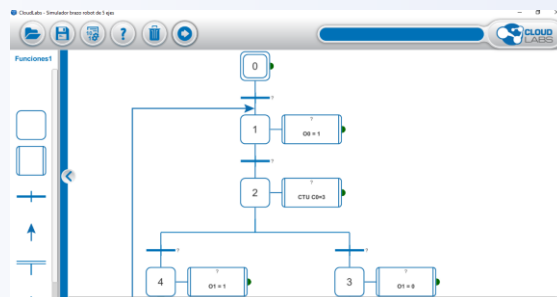 CloudLabs - Simulador brazo robot de 5 ejes
?
CLOUD
LABS
Funciones1
0
?
1
?
O0 = 1
?
2
?
CTU C0=3
?
?
4
?
O1 = 1
3
?
O1 = 0